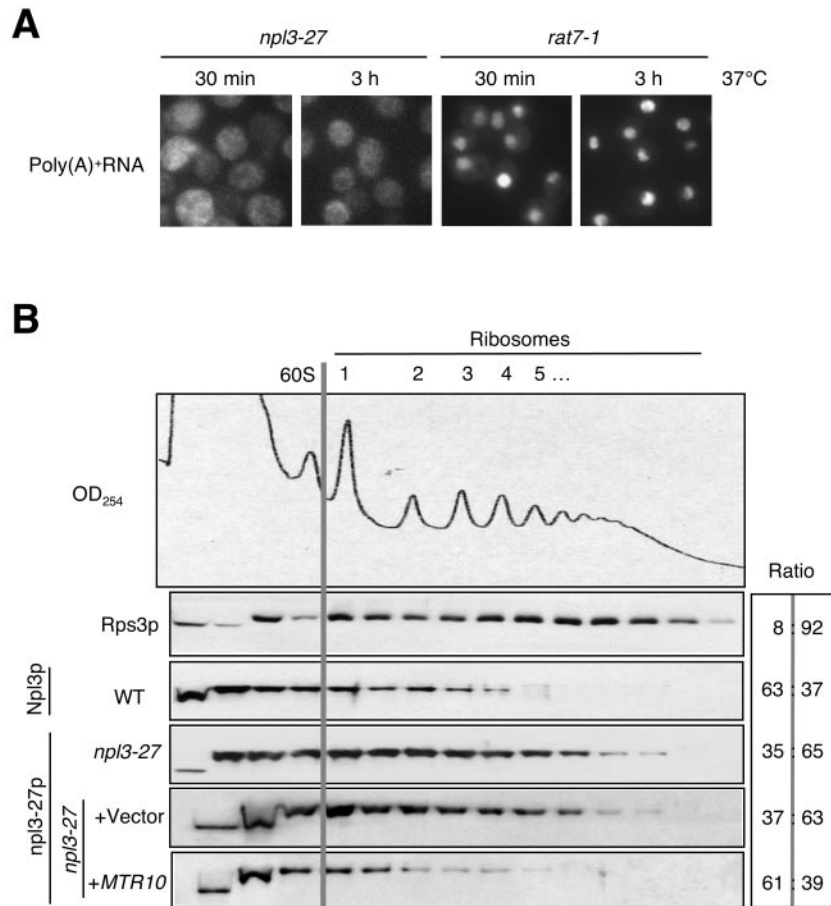 A
npl3-27 rat7-1
30 min 3 h 30 min 3 h 37°C
Poly(A)+RNA
B
Ribosomes
60S 1 2 3 4 5 ...
OD254
Ratio
Rps3p 8 : 92
Npl3p WT 63 : 37
npl3-27p npl3-27 35 : 65
npl3-27 +Vector 37 : 63
+MTR10 61 : 39